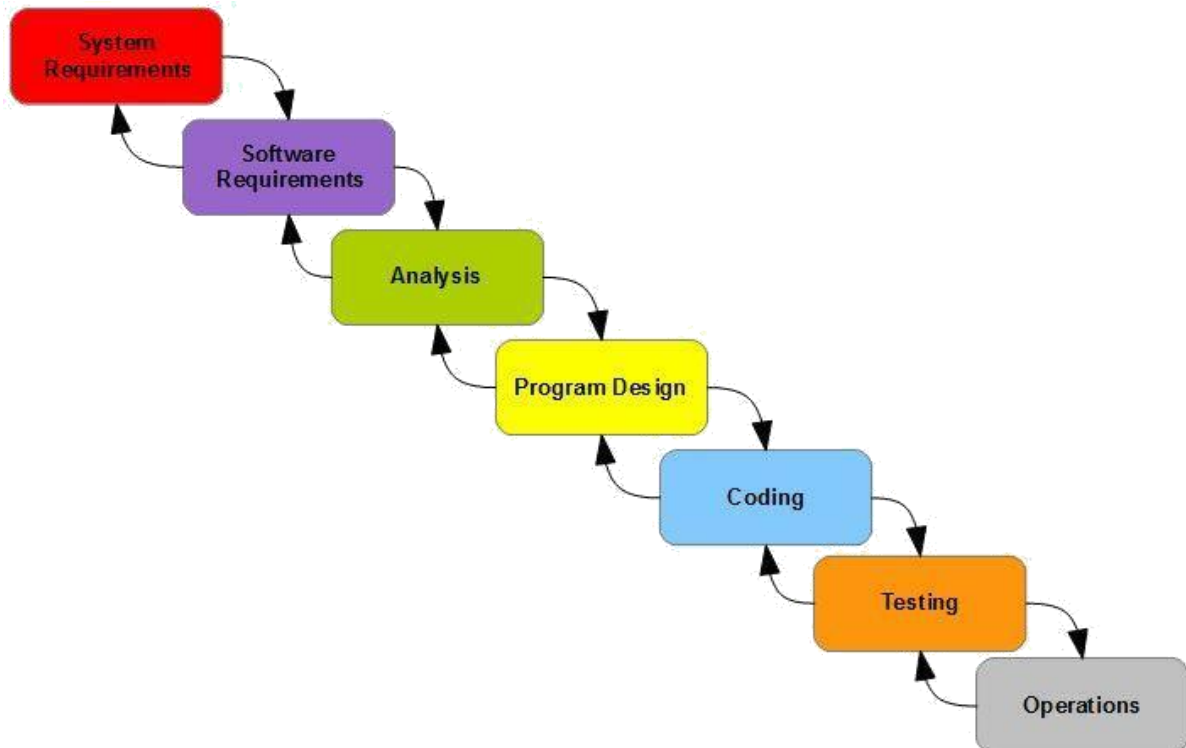 System
Requirements
Software
Requirements
Analysis
Program Design
Coding
Testing
Operations